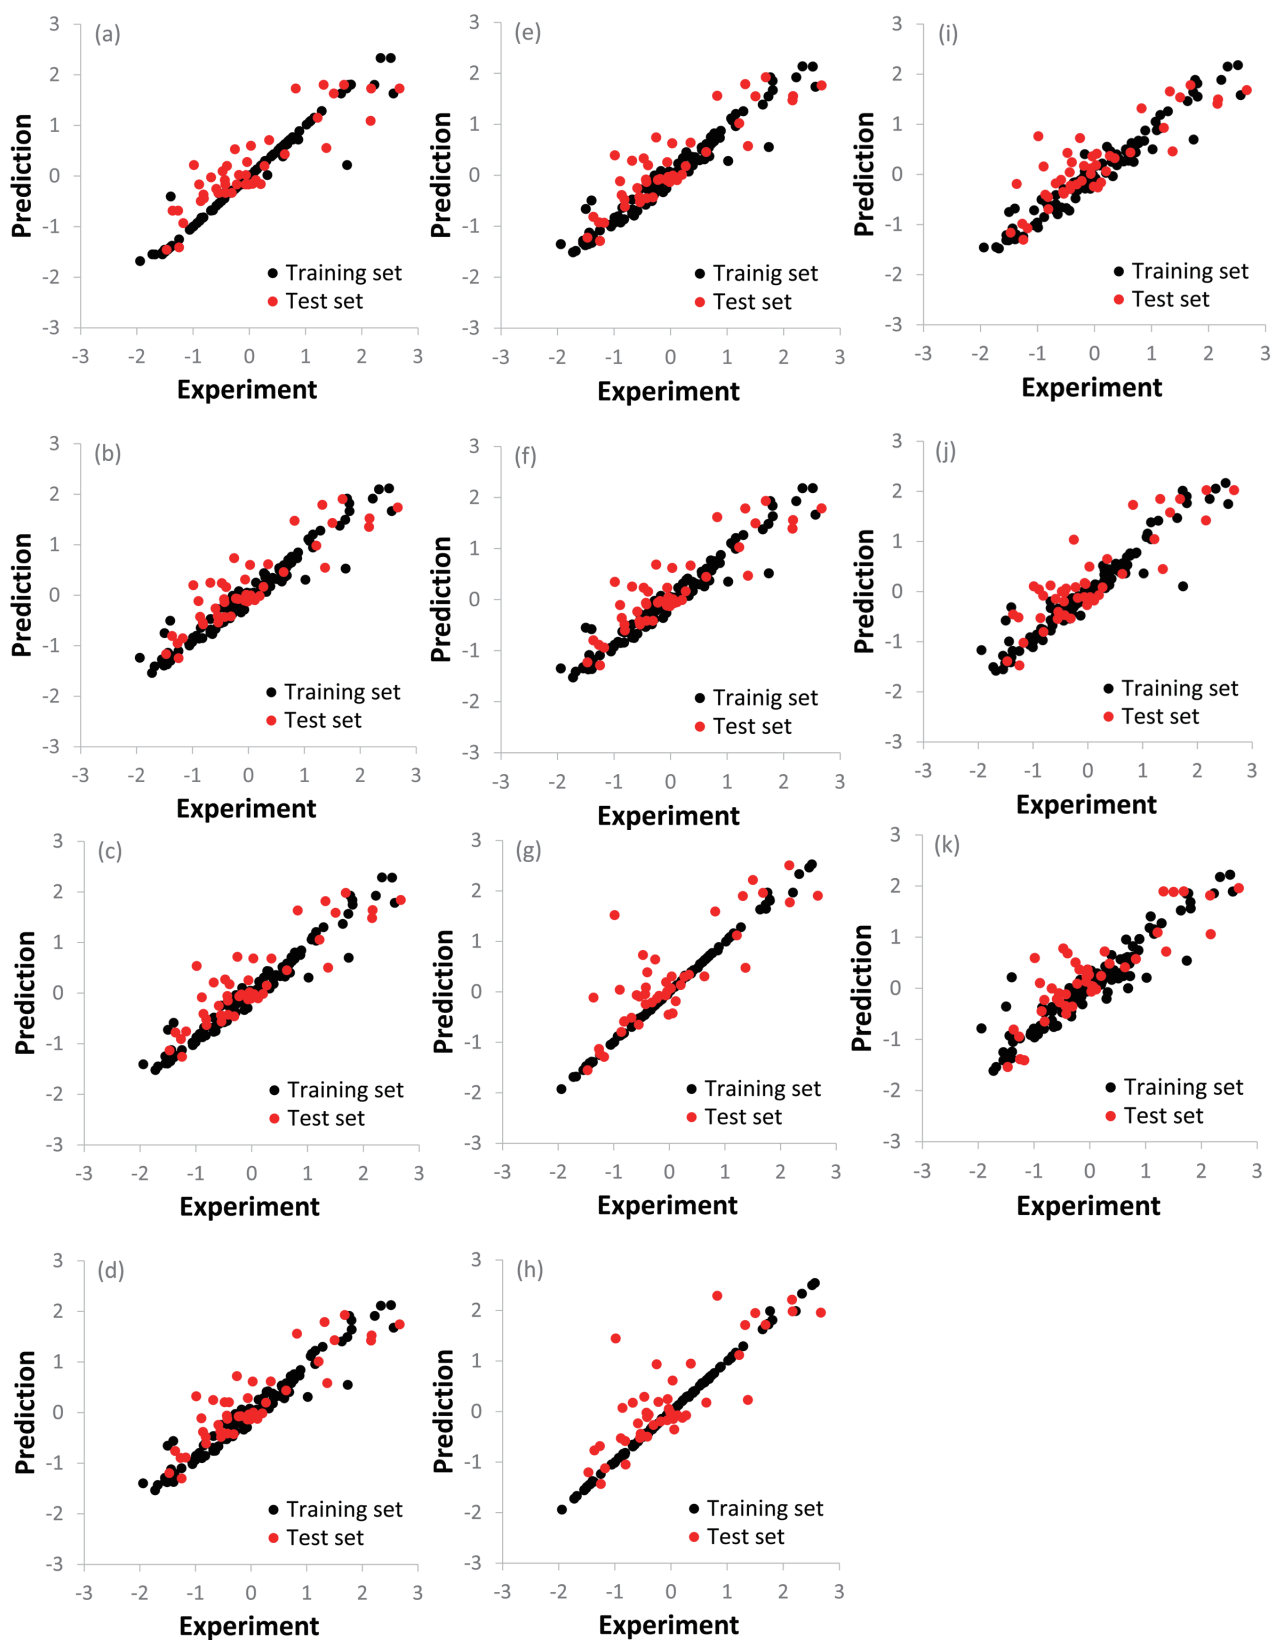 (a)
Prediction
3
2
1
0
-1
-2
-3
Training set
Test set
-3 -2 -1 0 1 2 3
Experiment
(b)
Prediction
3
2
1
0
-1
-2
-3
Training set
Test set
-3 -2 -1 0 1 2 3
Experiment
(c)
Prediction
3
2
1
0
-1
-2
-3
Training set
Test set
-3 -2 -1 0 1 2 3
Experiment
(d)
Prediction
3
2
1
0
-1
-2
-3
Training set
Test set
-3 -2 -1 0 1 2 3
Experiment
(e)
Prediction
3
2
1
0
-1
-2
-3
Trainig set
Test set
-3 -2 -1 0 1 2 3
Experiment
(f)
Prediction
3
2
1
0
-1
-2
-3
Trainig set
Test set
-3 -2 -1 0 1 2 3
Experiment
(g)
Prediction
3
2
1
0
-1
-2
-3
Training set
Test set
-3 -2 -1 0 1 2 3
Experiment
(h)
Prediction
3
2
1
0
-1
-2
-3
Training set
Test set
-3 -2 -1 0 1 2 3
Experiment
(i)
Prediction
3
2
1
0
-1
-2
-3
Training set
Test set
-3 -2 -1 0 1 2 3
Experiment
(j)
Prediction
3
2
1
0
-1
-2
-3
Training set
Test set
-3 -2 -1 0 1 2 3
Experiment
(k)
Prediction
3
2
1
0
-1
-2
-3
Training set
Test set
-3 -2 -1 0 1 2 3
Experiment